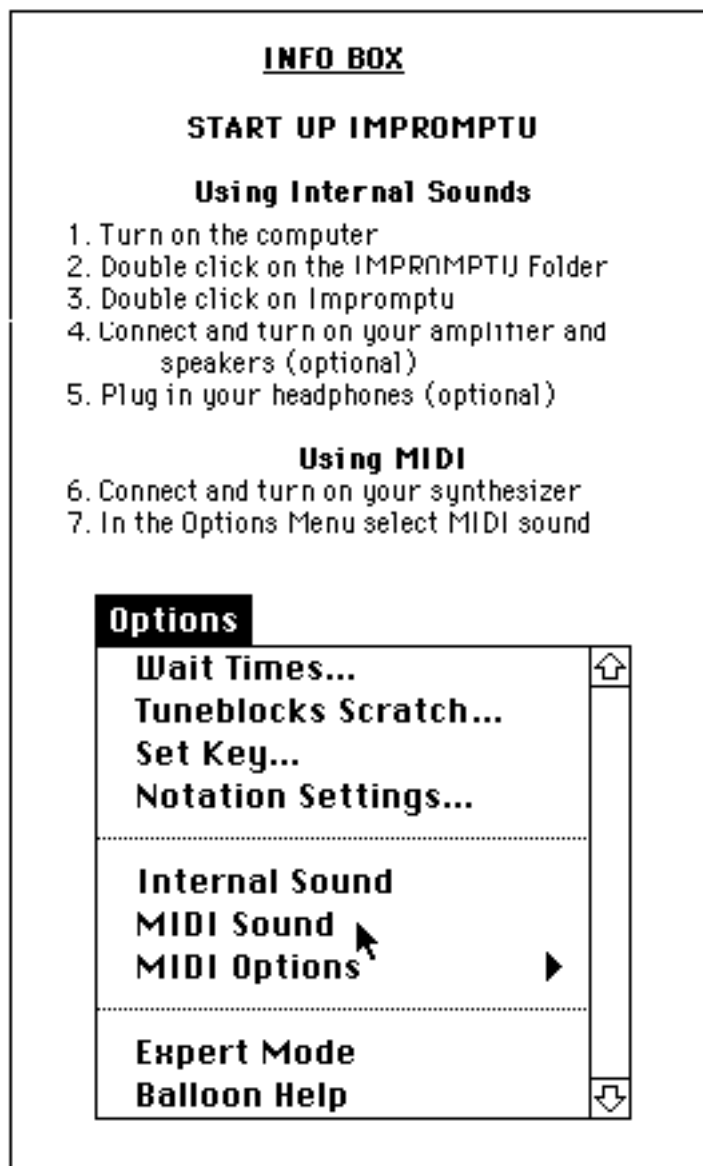 INFO BOX
START UP IMPROMPTU
Using Internal Sounds
1. Turn on the computer
2. Double click on the IMPROMPTU Folder
3. Double click on Impromptu
4. Connect and turn on your amplifier and
speakers (optional)
5. Plug in your headphones (optional)
Using MIDI
6. Connect and turn on your synthesizer
7. In the Options Menu select MIDI sound
Options
Wait Times...
Tuneblocks Scratch...
Set Key...
Notation Settings...
Internal Sound
MIDI Sound
MIDI Options
Expert Mode
Balloon Help